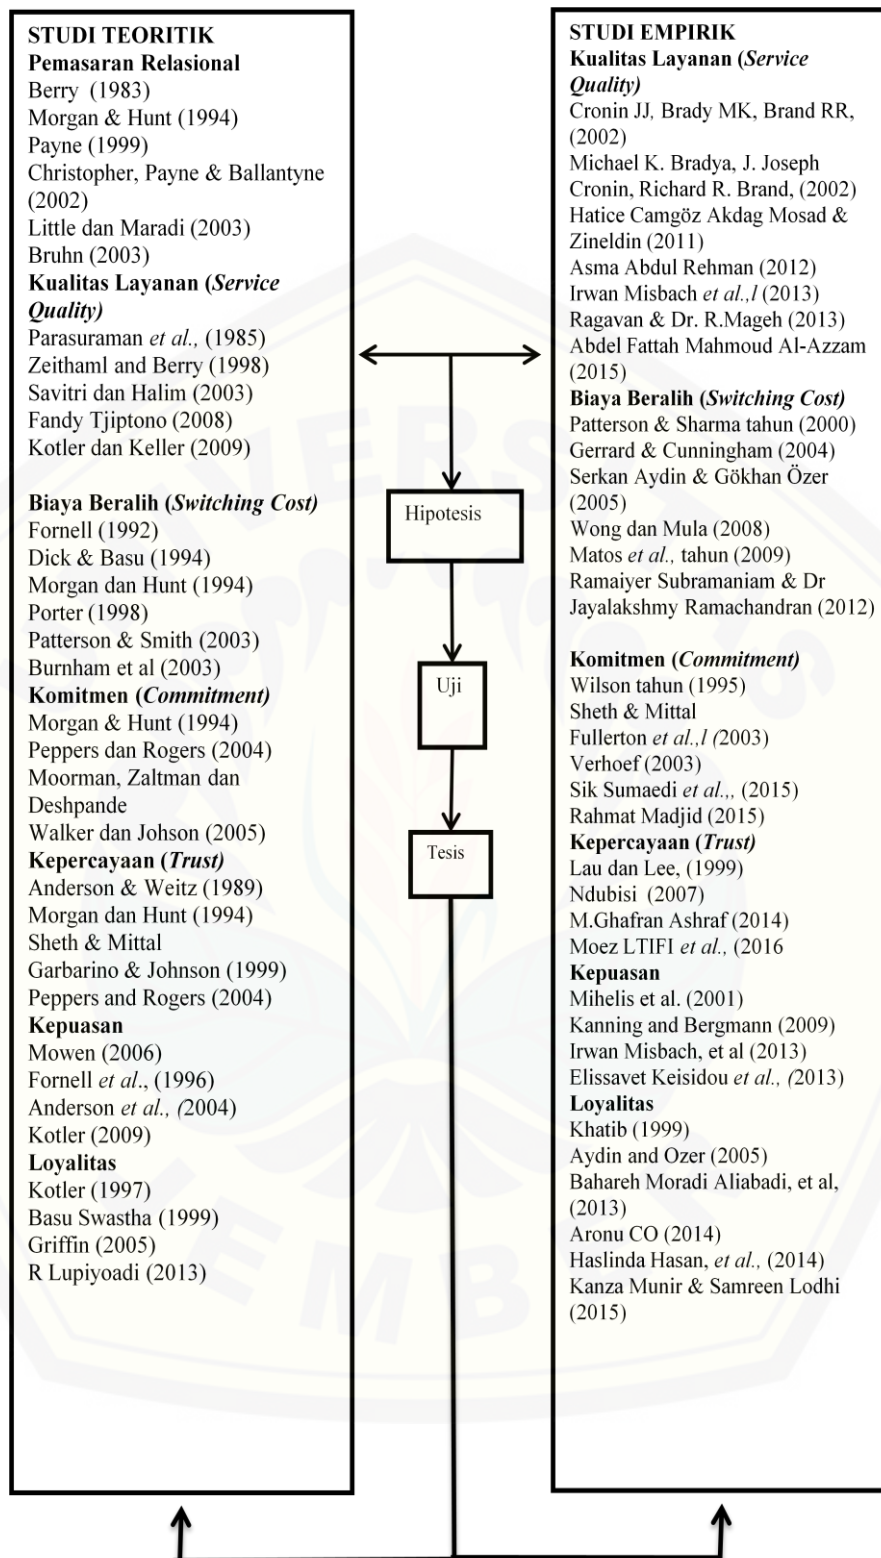 STUDI TEORITIK
Pemasaran Relasional
Berry (1983)
Morgan & Hunt (1994)
Payne (1999)
Christopher, Payne & Ballantyne
(2002)
Little dan Maradi (2003)
Bruhn (2003)
Kualitas Layanan (Service
Quality)
Parasuraman et al., (1985)
Zeithaml and Berry (1998)
Savitri dan Halim (2003)
Fandy Tjiptono (2008)
Kotler dan Keller (2009)
Biaya Beralih (Switching Cost)
Fornell (1992)
Dick & Basu (1994)
Morgan dan Hunt (1994)
Porter (1998)
Patterson & Smith (2003)
Burnham et al (2003)
Komitmen (Commitment)
Morgan & Hunt (1994)
Peppers dan Rogers (2004)
Moorman, Zaltman dan
Deshpande
Walker dan Johson (2005)
Kepercayaan (Trust)
Anderson & Weitz (1989)
Morgan dan Hunt (1994)
Sheth & Mittal
Garbarino & Johnson (1999)
Peppers and Rogers (2004)
Kepuasan
Mowen (2006)
Fornell et al., (1996)
Anderson et al., (2004)
Kotler (2009)
Loyalitas
Kotler (1997)
Basu Swastha (1999)
Griffin (2005)
R Lupiyoadi (2013)
Hipotesis
Uji
Tesis
STUDI EMPIRIK
Kualitas Layanan (Service
Quality)
Cronin JJ, Brady MK, Brand RR,
(2002)
Michael K. Bradya, J. Joseph
Cronin, Richard R. Brand, (2002)
Hatice Camgöz Akdag Mosad &
Zineldin (2011)
Asma Abdul Rehman (2012)
Irwan Misbach et al.,l (2013)
Ragavan & Dr. R.Mageh (2013)
Abdel Fattah Mahmoud Al-Azzam
(2015)
Biaya Beralih (Switching Cost)
Patterson & Sharma tahun (2000)
Gerrard & Cunningham (2004)
Serkan Aydin & Gökhan Özer
(2005)
Wong dan Mula (2008)
Matos et al., tahun (2009)
Ramaiyer Subramaniam & Dr
Jayalakshmy Ramachandran (2012)
Komitmen (Commitment)
Wilson tahun (1995)
Sheth & Mittal
Fullerton et al.,l (2003)
Verhoef (2003)
Sik Sumaedi et al.,, (2015)
Rahmat Madjid (2015)
Kepercayaan (Trust)
Lau dan Lee, (1999)
Ndubisi (2007)
M.Ghafran Ashraf (2014)
Moez LTIFI et al., (2016
Kepuasan
Mihelis et al. (2001)
Kanning and Bergmann (2009)
Irwan Misbach, et al (2013)
Elissavet Keisidou et al., (2013)
Loyalitas
Khatib (1999)
Aydin and Ozer (2005)
Bahareh Moradi Aliabadi, et al,
(2013)
Aronu CO (2014)
Haslinda Hasan, et al., (2014)
Kanza Munir & Samreen Lodhi
(2015)
UNIVERSITAS
JEMBER